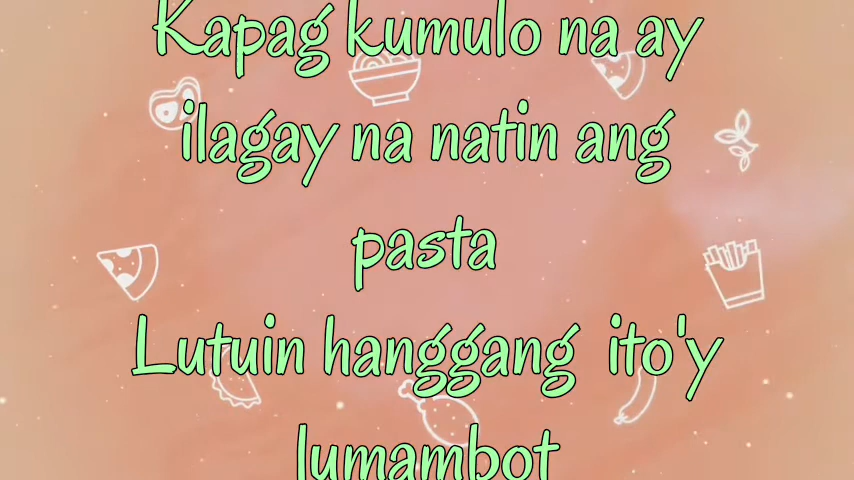 Kapag kumulo na ay
ilagay na natin ang
pasta
Lutuin hanggang ito'y
lumambot